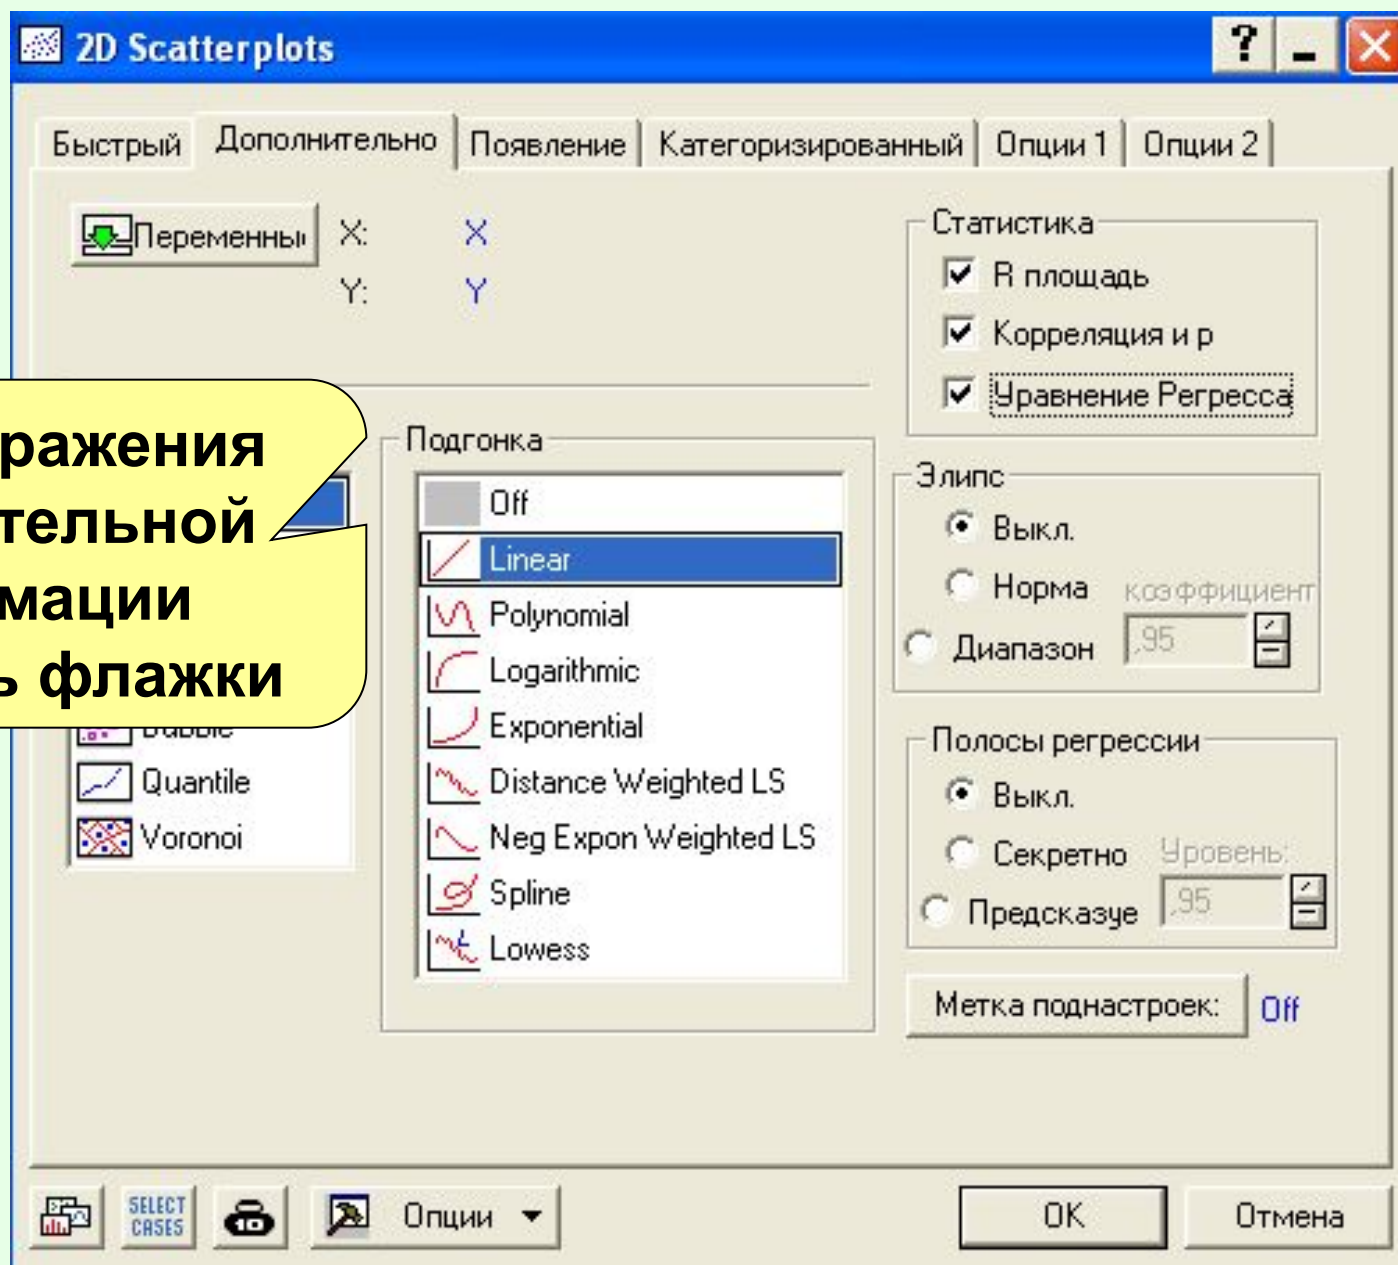 2D Scatterplots
Быстрый Дополнительно Появление Категоризированный Опции 1 Опции 2
Переменны
X: X
Y: Y
Статистика
R площадь
Корреляция и p
Уравнение Регресса
ражения
тельной
мации
ь флажки
Bubble
Quantile
Voronoi
Подгонка
Off
Linear
Polynomial
Logarithmic
Exponential
Distance Weighted LS
Neg Expon Weighted LS
Spline
Lowess
Элипс
Выкл.
Норма коэффициент
Диапазон ,95
Полосы регрессии
Выкл.
Секретно Уровень:
Предсказуе ,95
Метка поднастроек: Off
SELECT
CASES
Опции
OK Отмена